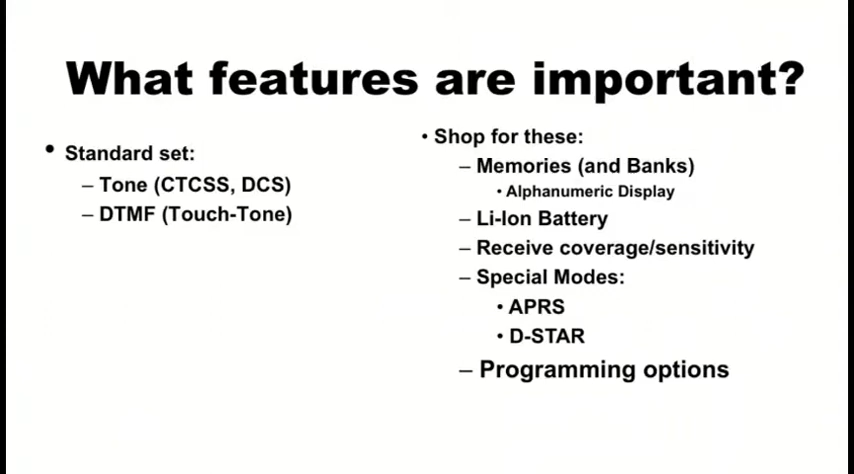 What features are important?
• Standard set:
– Tone (CTCSS, DCS)
– DTMF (Touch-Tone)
• Shop for these:
– Memories (and Banks)
• Alphanumeric Display
– Li-Ion Battery
– Receive coverage/sensitivity
– Special Modes:
• APRS
• D-STAR
– Programming options